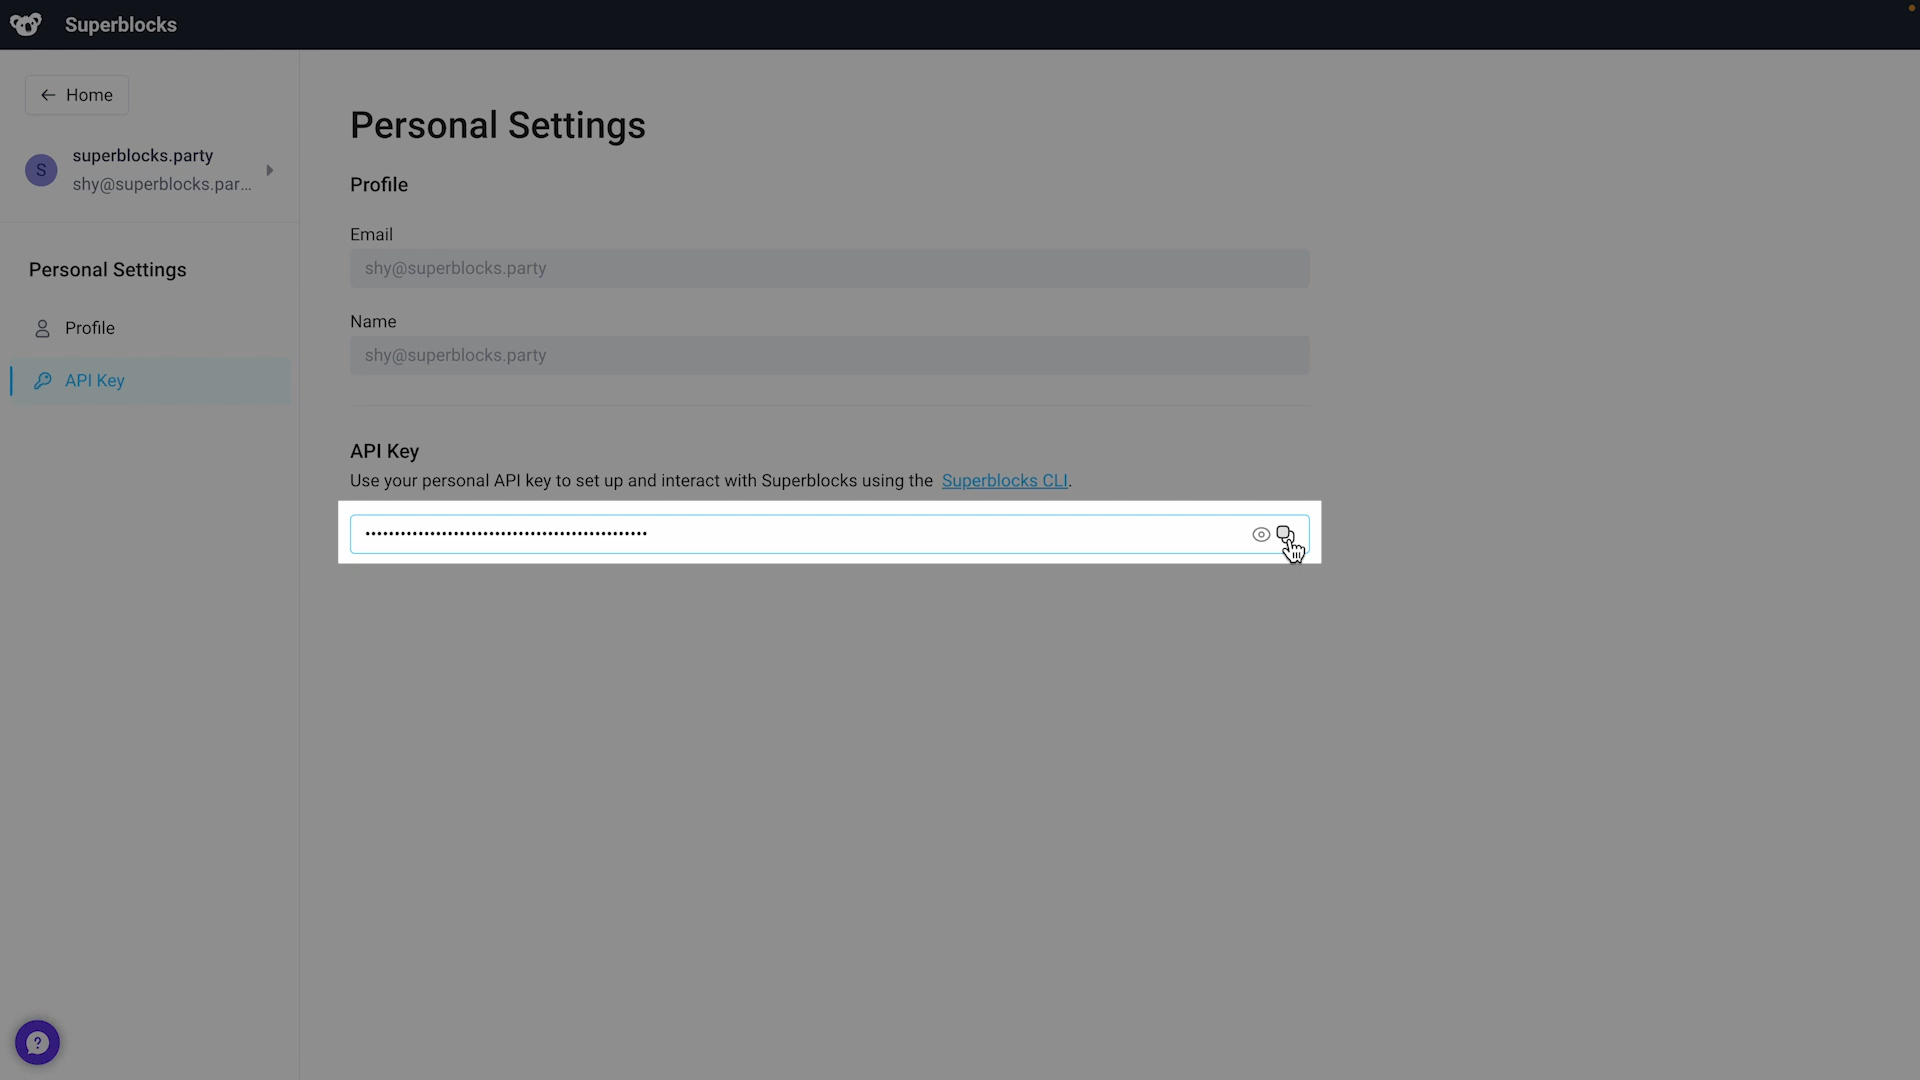 Superblocks
Home
S
superblocks.party
shy@superblocks.par...
Personal Settings
Profile
API Key
Personal Settings
Profile
Email
shy@superblocks.party
Name
shy@superblocks.party
API Key
Use your personal API key to set up and interact with Superblocks using the Superblocks CLI.
••••••••••••••••••••••••••••••••••••••••••••••••
?